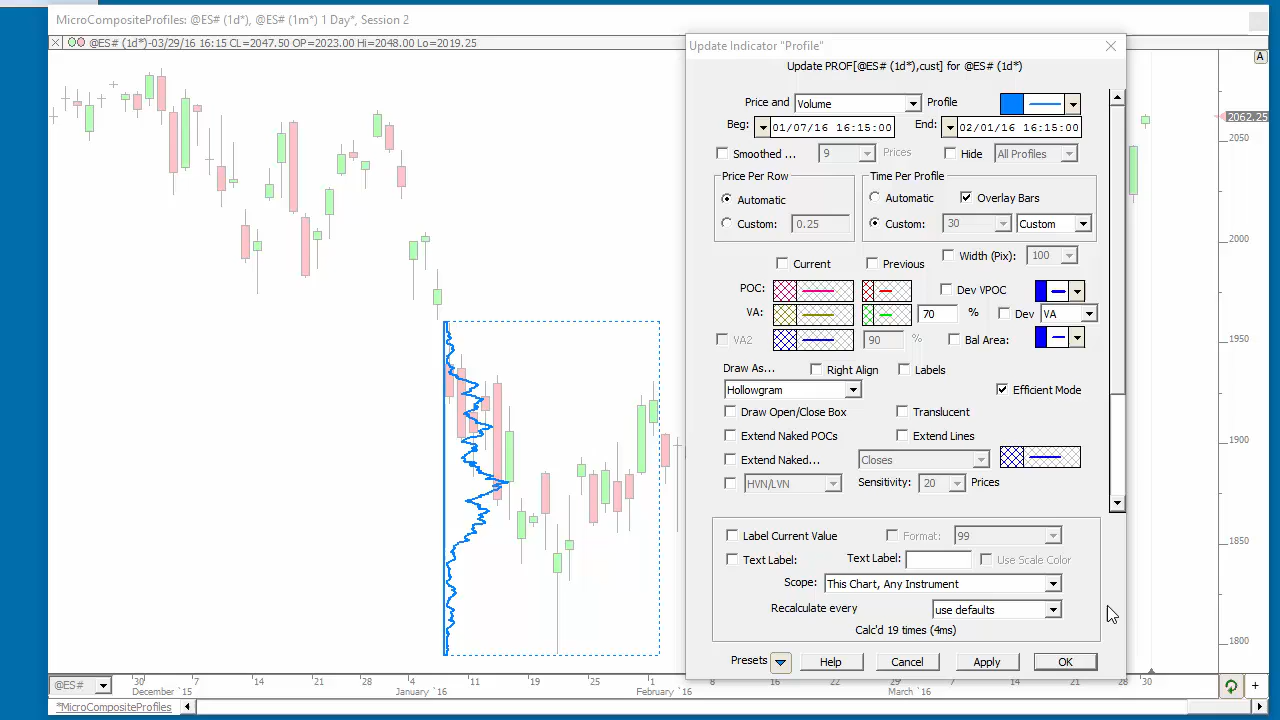 MicroCompositeProfiles: @ES# (1d*), @ES# (1m*) 1 Day*, Session 2
@ES# (1d*)-03/29/16 16:15 CL=2047.50 OP=2023.00 Hi=2048.00 Lo=2019.25
A
Update Indicator "Profile"
Update PROF[@ES# (1d*),cust] for @ES# (1d*)
Price and Volume Profile
Beg: 01/07/16 16:15:00 End: 02/01/16 16:15:00
Smoothed ... 9 Prices Hide All Profiles
Price Per Row Time Per Profile
Automatic Automatic Overlay Bars
Custom: 0.25 Custom: 30 Custom
Current Previous Width (Pix): 100
POC: Dev VPOC
VA: 70 % Dev VA
VA2 90 % Bal Area:
Draw As... Right Align Labels
Hollowgram Efficient Mode
Draw Open/Close Box Translucent
Extend Naked POCs Extend Lines
Extend Naked... Closes
HVN/LVN Sensitivity: 20 Prices
Label Current Value Format: 99
Text Label: Text Label: Use Scale Color
Scope: This Chart, Any Instrument
Recalculate every use defaults
Calc'd 19 times (4ms)
Presets Help Cancel Apply OK
2062.25
2050
2000
1950
1900
1850
1800
@ES# 30 7 14 21 28 4 11 19 25 1 8 16 22 29 7 14 21 28 30
December `15 January `16 February `16 March `16
*MicroCompositeProfiles